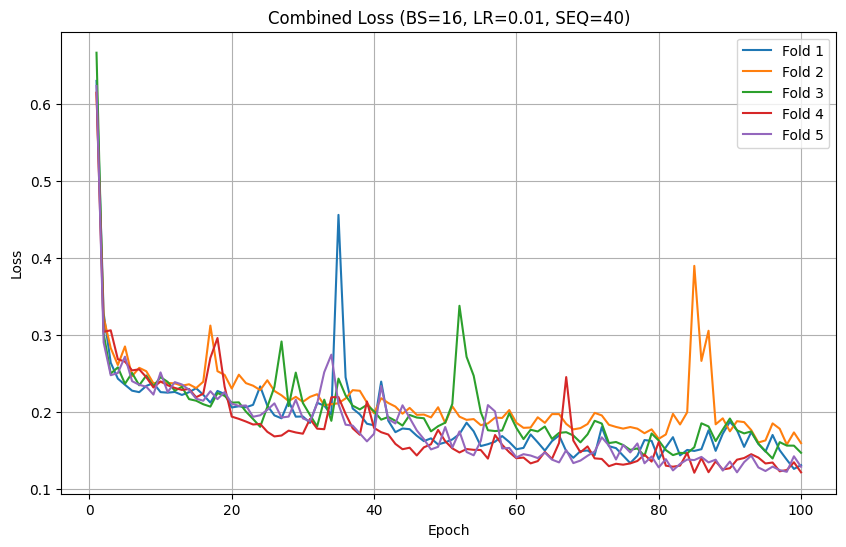 Combined Loss (BS=16, LR=0.01, SEQ=40)
Fold 1
Fold 2
Fold 3
Fold 4
Fold 5
Loss
0.6
0.5
0.4
0.3
0.2
0.1
0 20 40 60 80 100
Epoch